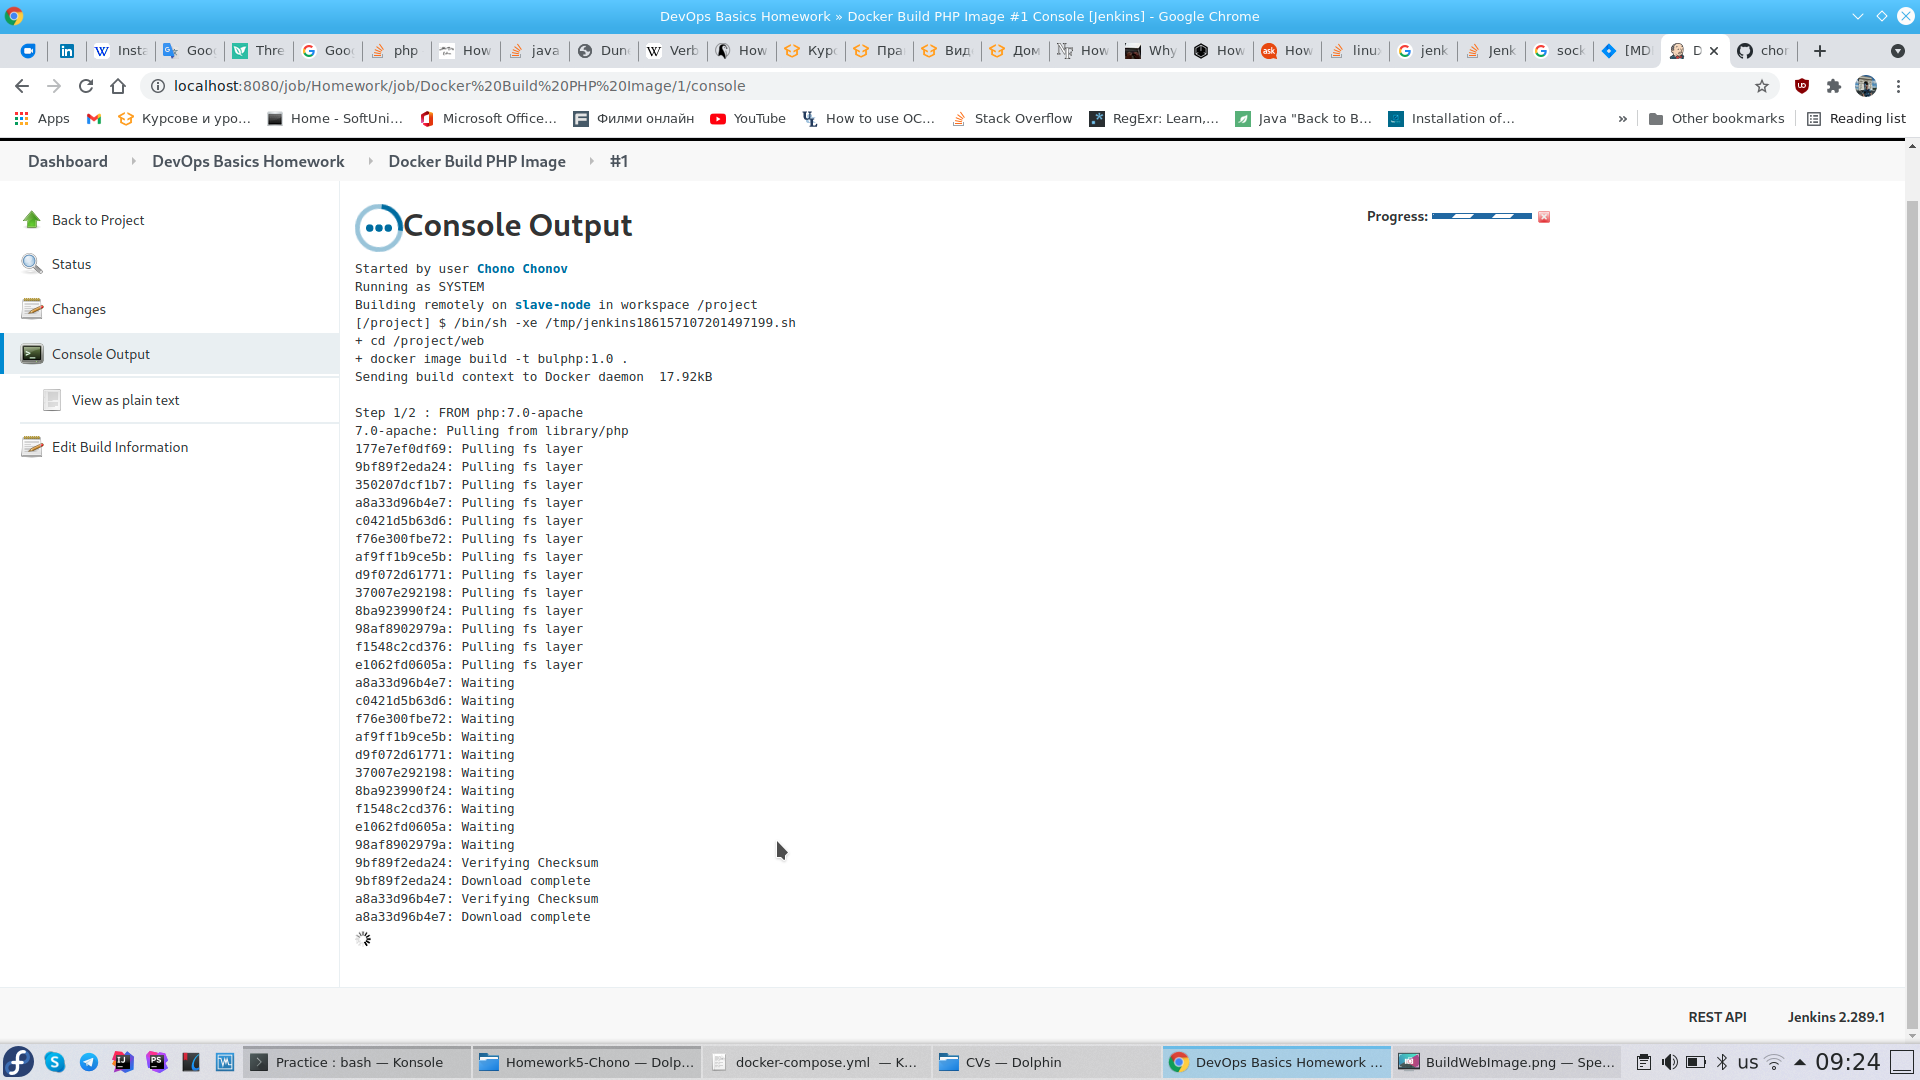 DevOps Basics Homework » Docker Build PHP Image #1 Console [Jenkins] - Google Chrome
Insta
Goo
Thre
Goo
php
How
java
Dun
Verb
How
Курс
Пра
Вид
Дом
How
Why
How
How
linu
jenk
Jenk
sock
[MD
D
chor
localhost:8080/job/Homework/job/Docker%20Build%20PHP%20Image/1/console
Apps
Курсове и уро...
Home - SoftUni...
Microsoft Office...
Филми онлайн
YouTube
How to use OC...
Stack Overflow
RegExr: Learn,...
Java "Back to B...
Installation of...
»
Other bookmarks
Reading list
Dashboard
DevOps Basics Homework
Docker Build PHP Image
#1
Back to Project
Status
Changes
Console Output
View as plain text
Edit Build Information
Console Output
Progress:
Started by user Chono Chonov
Running as SYSTEM
Building remotely on slave-node in workspace /project
[/project] $ /bin/sh -xe /tmp/jenkins186157107201497199.sh
+ cd /project/web
+ docker image build -t bulphp:1.0 .
Sending build context to Docker daemon  17.92kB
Step 1/2 : FROM php:7.0-apache
7.0-apache: Pulling from library/php
177e7ef0df69: Pulling fs layer
9bf89f2eda24: Pulling fs layer
350207dcf1b7: Pulling fs layer
a8a33d96b4e7: Pulling fs layer
c0421d5b63d6: Pulling fs layer
f76e300fbe72: Pulling fs layer
af9ff1b9ce5b: Pulling fs layer
d9f072d61771: Pulling fs layer
37007e292198: Pulling fs layer
8ba923990f24: Pulling fs layer
98af8902979a: Pulling fs layer
f1548c2cd376: Pulling fs layer
e1062fd0605a: Pulling fs layer
a8a33d96b4e7: Waiting
c0421d5b63d6: Waiting
f76e300fbe72: Waiting
af9ff1b9ce5b: Waiting
d9f072d61771: Waiting
37007e292198: Waiting
8ba923990f24: Waiting
f1548c2cd376: Waiting
e1062fd0605a: Waiting
98af8902979a: Waiting
9bf89f2eda24: Verifying Checksum
9bf89f2eda24: Download complete
a8a33d96b4e7: Verifying Checksum
a8a33d96b4e7: Download complete
REST API
Jenkins 2.289.1
Practice : bash — Konsole
Homework5-Chono — Dolp...
docker-compose.yml — K...
CVs — Dolphin
DevOps Basics Homework ...
BuildWebImage.png — Spe...
us
09:24